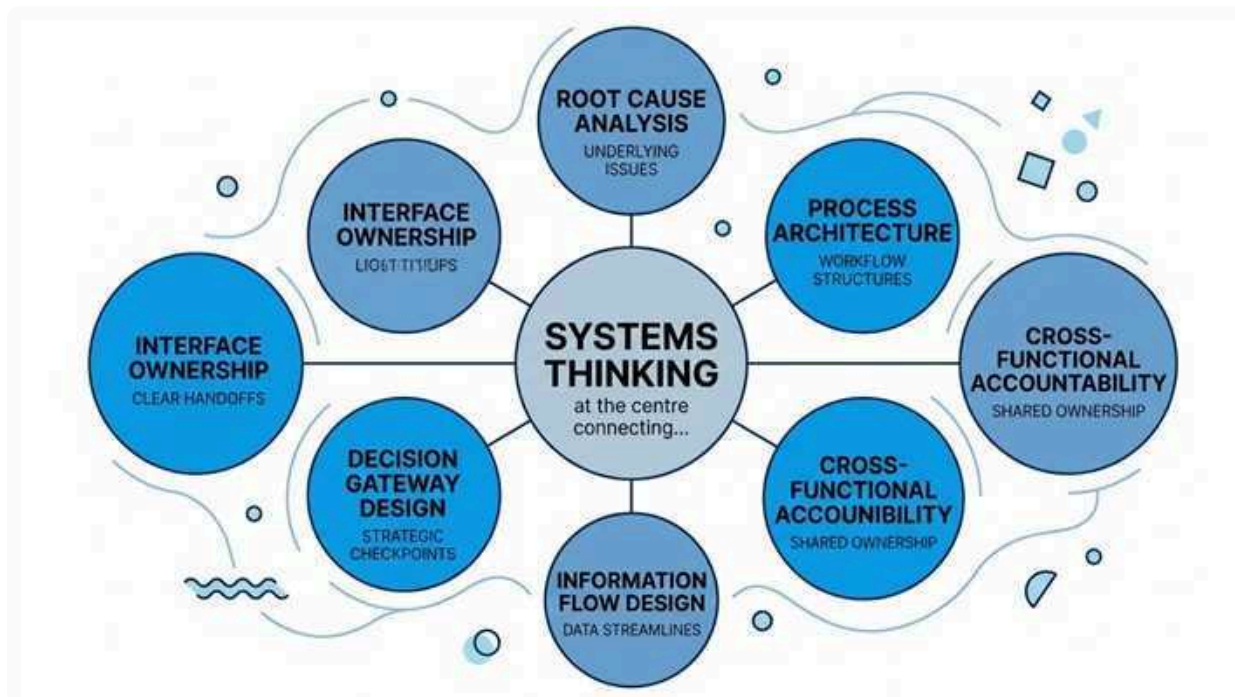 ROOT CAUSE
ANALYSIS
UNDERLYING
ISSUES
INTERFACE
OWNERSHIP
PROCESS
ARCHITECTURE
WORKFLOW
STRUCTURES
INTERFACE
OWNERSHIP
CLEAR HANDOFFS
SYSTEMS
THINKING
at the centre
connecting...
CROSS-
FUNCTIONAL
ACCOUNTABILITY
SHARED OWNERSHIP
DECISION
GATEWAY
DESIGN
STRATEGIC
CHECKPOINTS
CROSS-
FUNCTIONAL
ACCOUNIBILITY
SHARED OWNERSHIP
INFORMATION
FLOW DESIGN
DATA STREAMLINES